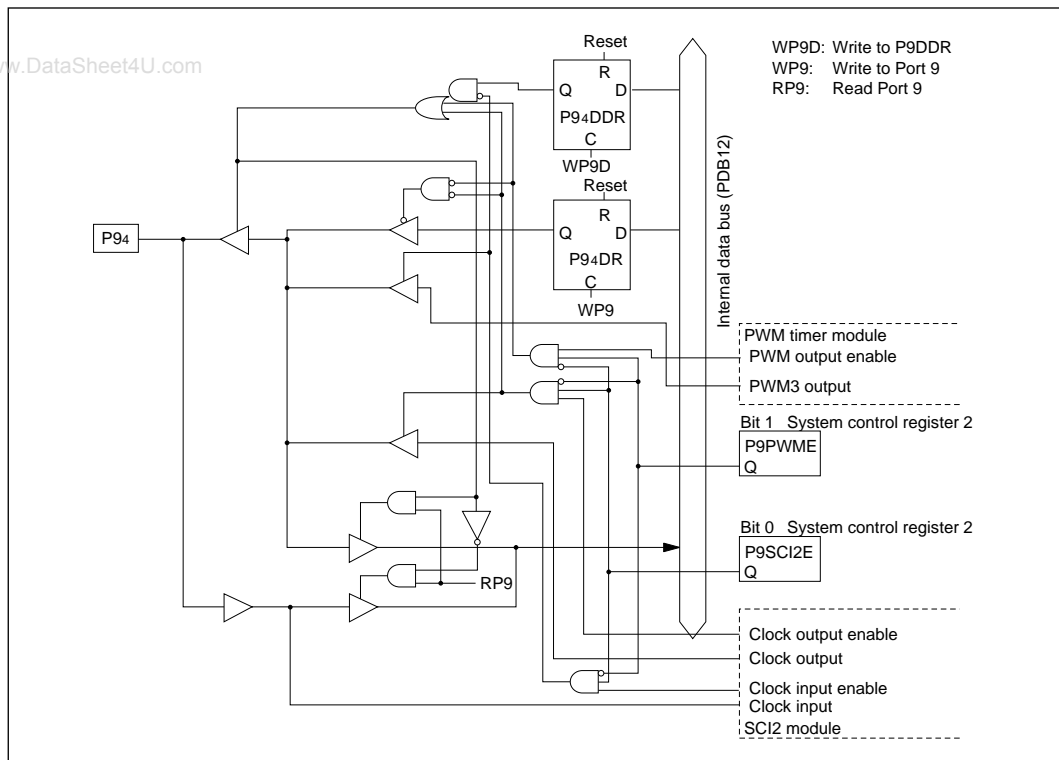 www.DataSheet4U.com
WP9D: Write to P9DDR
WP9: Write to Port 9
RP9: Read Port 9
Reset
R
Q D
P94DDR
C
WP9D
Reset
R
Q D
P94DR
C
WP9
P94
Internal data bus (PDB12)
PWM timer module
PWM output enable
PWM3 output
Bit 1 System control register 2
P9PWME
Q
Bit 0 System control register 2
P9SCI2E
Q
RP9
Clock output enable
Clock output
Clock input enable
Clock input
SCI2 module